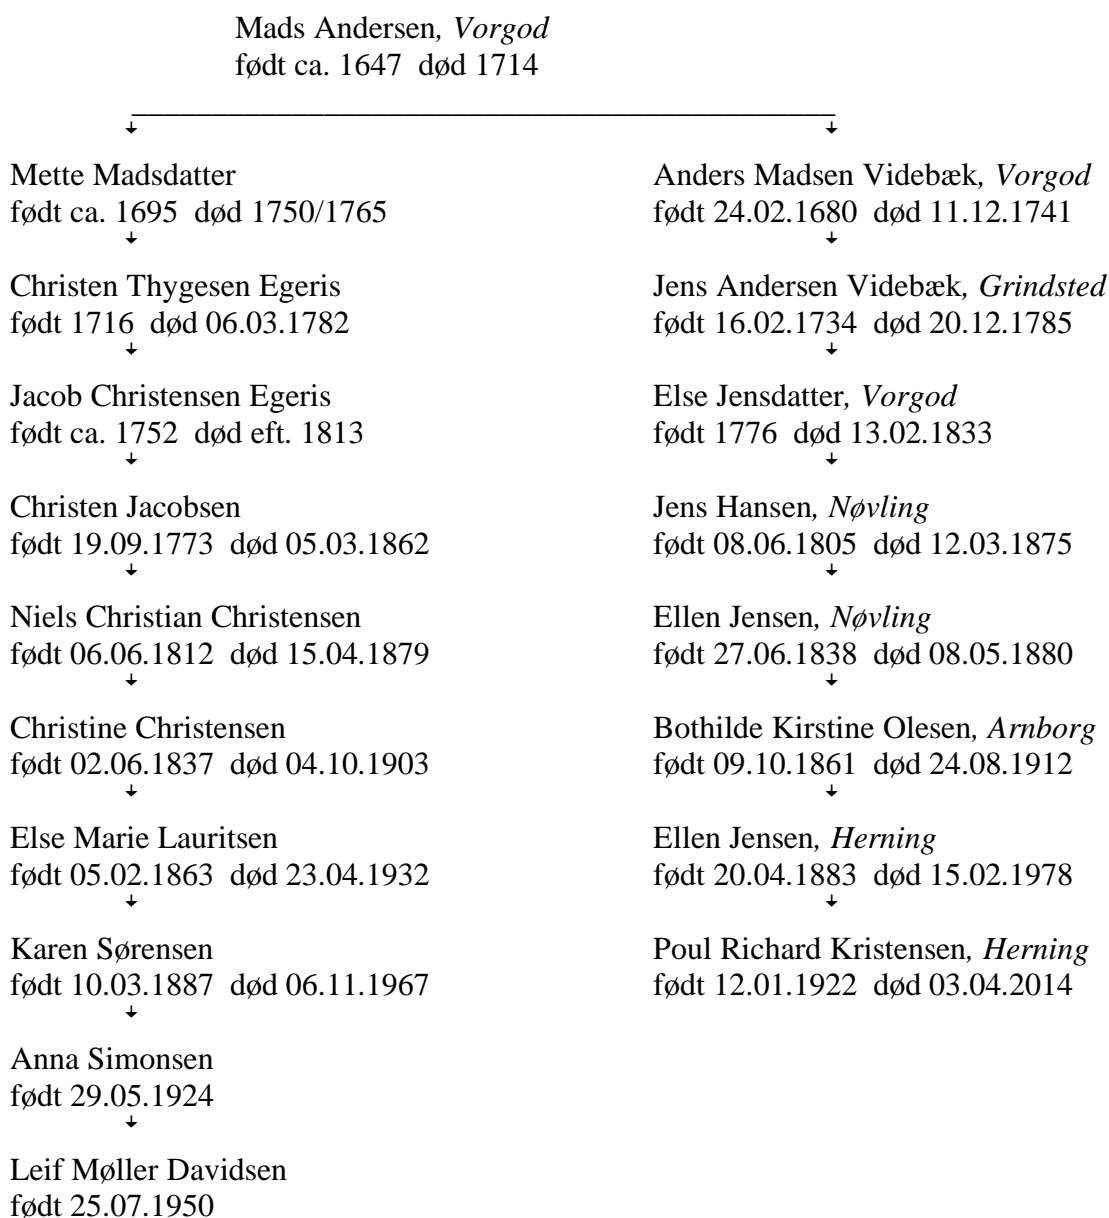 Mads Andersen, Vorgod
født ca. 1647  død 1714
Mette Madsdatter
født ca. 1695  død 1750/1765
Anders Madsen Videbæk, Vorgod
født 24.02.1680  død 11.12.1741
Christen Thygesen Egeris
født 1716  død 06.03.1782
Jens Andersen Videbæk, Grindsted
født 16.02.1734  død 20.12.1785
Jacob Christensen Egeris
født ca. 1752  død eft. 1813
Else Jensdatter, Vorgod
født 1776  død 13.02.1833
Christen Jacobsen
født 19.09.1773  død 05.03.1862
Jens Hansen, Nøvling
født 08.06.1805  død 12.03.1875
Niels Christian Christensen
født 06.06.1812  død 15.04.1879
Ellen Jensen, Nøvling
født 27.06.1838  død 08.05.1880
Christine Christensen
født 02.06.1837  død 04.10.1903
Bothilde Kirstine Olesen, Arnborg
født 09.10.1861  død 24.08.1912
Else Marie Lauritsen
født 05.02.1863  død 23.04.1932
Ellen Jensen, Herning
født 20.04.1883  død 15.02.1978
Karen Sørensen
født 10.03.1887  død 06.11.1967
Poul Richard Kristensen, Herning
født 12.01.1922  død 03.04.2014
Anna Simonsen
født 29.05.1924
Leif Møller Davidsen
født 25.07.1950